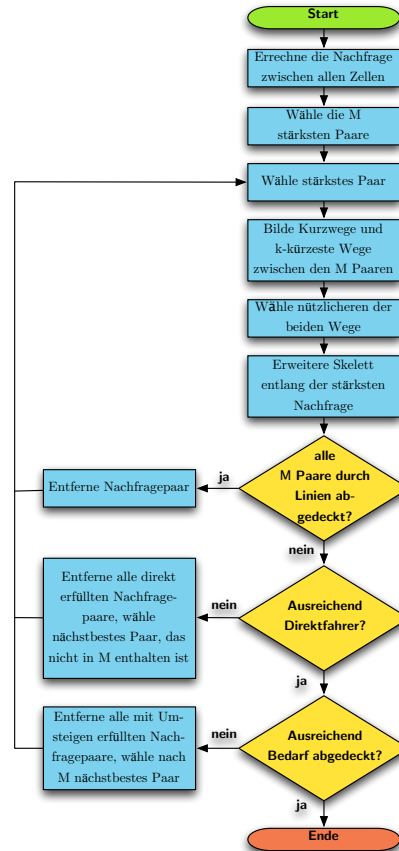 Start
Errechne die Nachfrage
zwischen allen Zellen
Wähle die M
stärksten Paare
Wähle stärkstes Paar
Bilde Kurzwege und
k-kürzeste Wege
zwischen den M Paaren
Wähle nützlicheren der
beiden Wege
Erweitere Skelett
entlang der stärksten
Nachfrage
alle
M Paare durch
Linien ab-
gedeckt?
ja
Entferne Nachfragepaar
nein
Ausreichend
Direktfahrer?
nein
Entferne alle direkt
erfüllten Nachfrage-
paare, wähle
nächstbestes Paar, das
nicht in M enthalten ist
ja
Ausreichend
Bedarf abgedeckt?
nein
Entferne alle mit Um-
steigen erfüllten Nach-
fragepaare, wähle nach
M nächstbestes Paar
ja
Ende